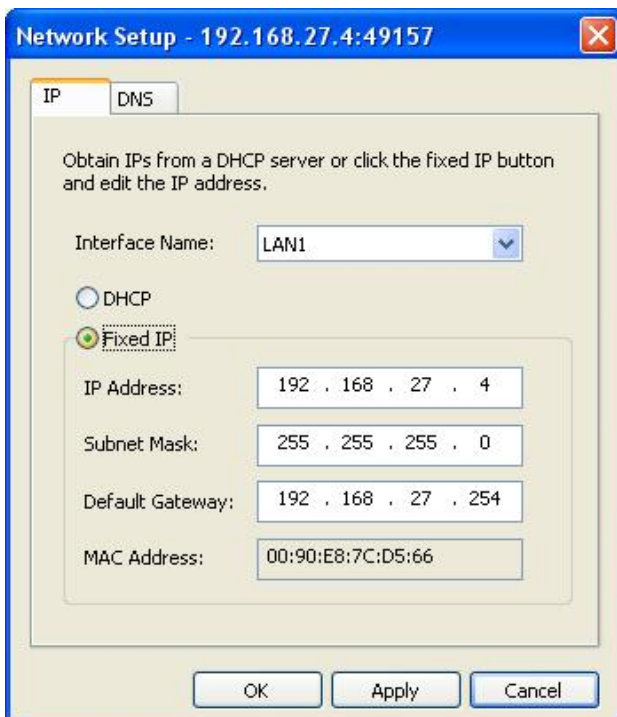 Network Setup - 192.168.27.4:49157
IP DNS
Obtain IPs from a DHCP server or click the fixed IP button
and edit the IP address.
Interface Name: LAN1
DHCP
Fixed IP
IP Address: 192 . 168 . 27 . 4
Subnet Mask: 255 . 255 . 255 . 0
Default Gateway: 192 . 168 . 27 . 254
MAC Address: 00:90:E8:7C:D5:66
OK Apply Cancel